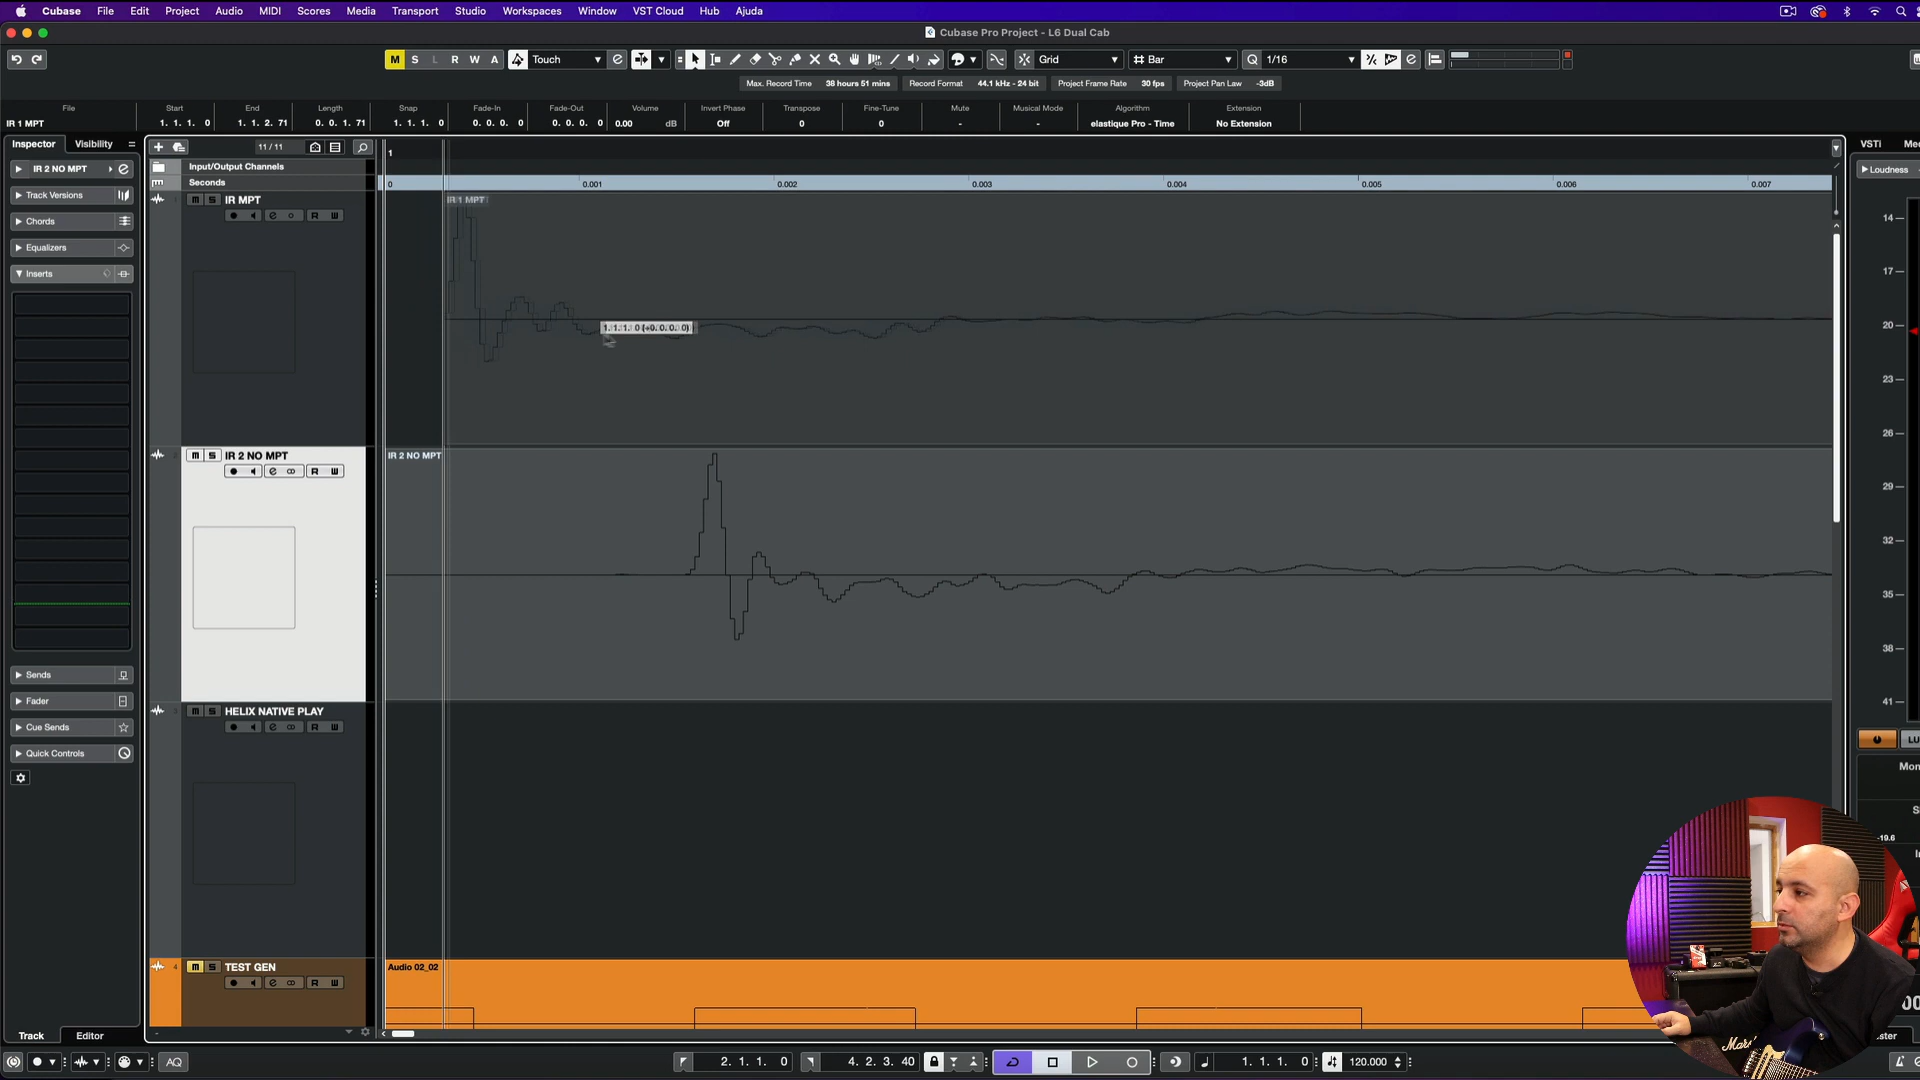 Cubase File Edit Project Audio MIDI Scores Media Transport Studio Workspaces Window VST Cloud Hub Ajuda
Cubase Pro Project - L6 Dual Cab
M S L R W A Touch Grid Bar Q 1/16
Max. Record Time 38 hours 51 mins Record Format 44.1 kHz - 24 bit Project Frame Rate 30 fps Project Pan Law -3dB
File Start End Length Snap Fade-In Fade-Out Volume Invert Phase Transpose Fine-Tune Mute Musical Mode Algorithm Extension
IR 1 MPT 1. 1. 1. 0 1. 1. 2. 71 0. 0. 1. 71 1. 1. 1. 0 0. 0. 0. 0 0. 0. 0. 0 0.00 dB Off 0 0 - - elastique Pro - Time No Extension
Inspector Visibility 11 / 11 1 VSTi
IR 2 NO MPT Input/Output Channels Loudness
Seconds 0 0.001 0.002 0.003 0.004 0.005 0.006 0.007
Track Versions m S IR MPT IR 1 MPT
R W
Chords
Equalizers
Inserts
14
17
20
23
26
29
32
35
38
41
m S IR 2 NO MPT IR 2 NO MPT
R W
Sends
Fader
Cue Sends
Quick Controls
m S HELIX NATIVE PLAY
R W
LU
-19.6
m S TEST GEN Audio 02_02
R W
Track Editor
AQ 2. 1. 1. 0 4. 2. 3. 40 1. 1. 1. 0 120.000